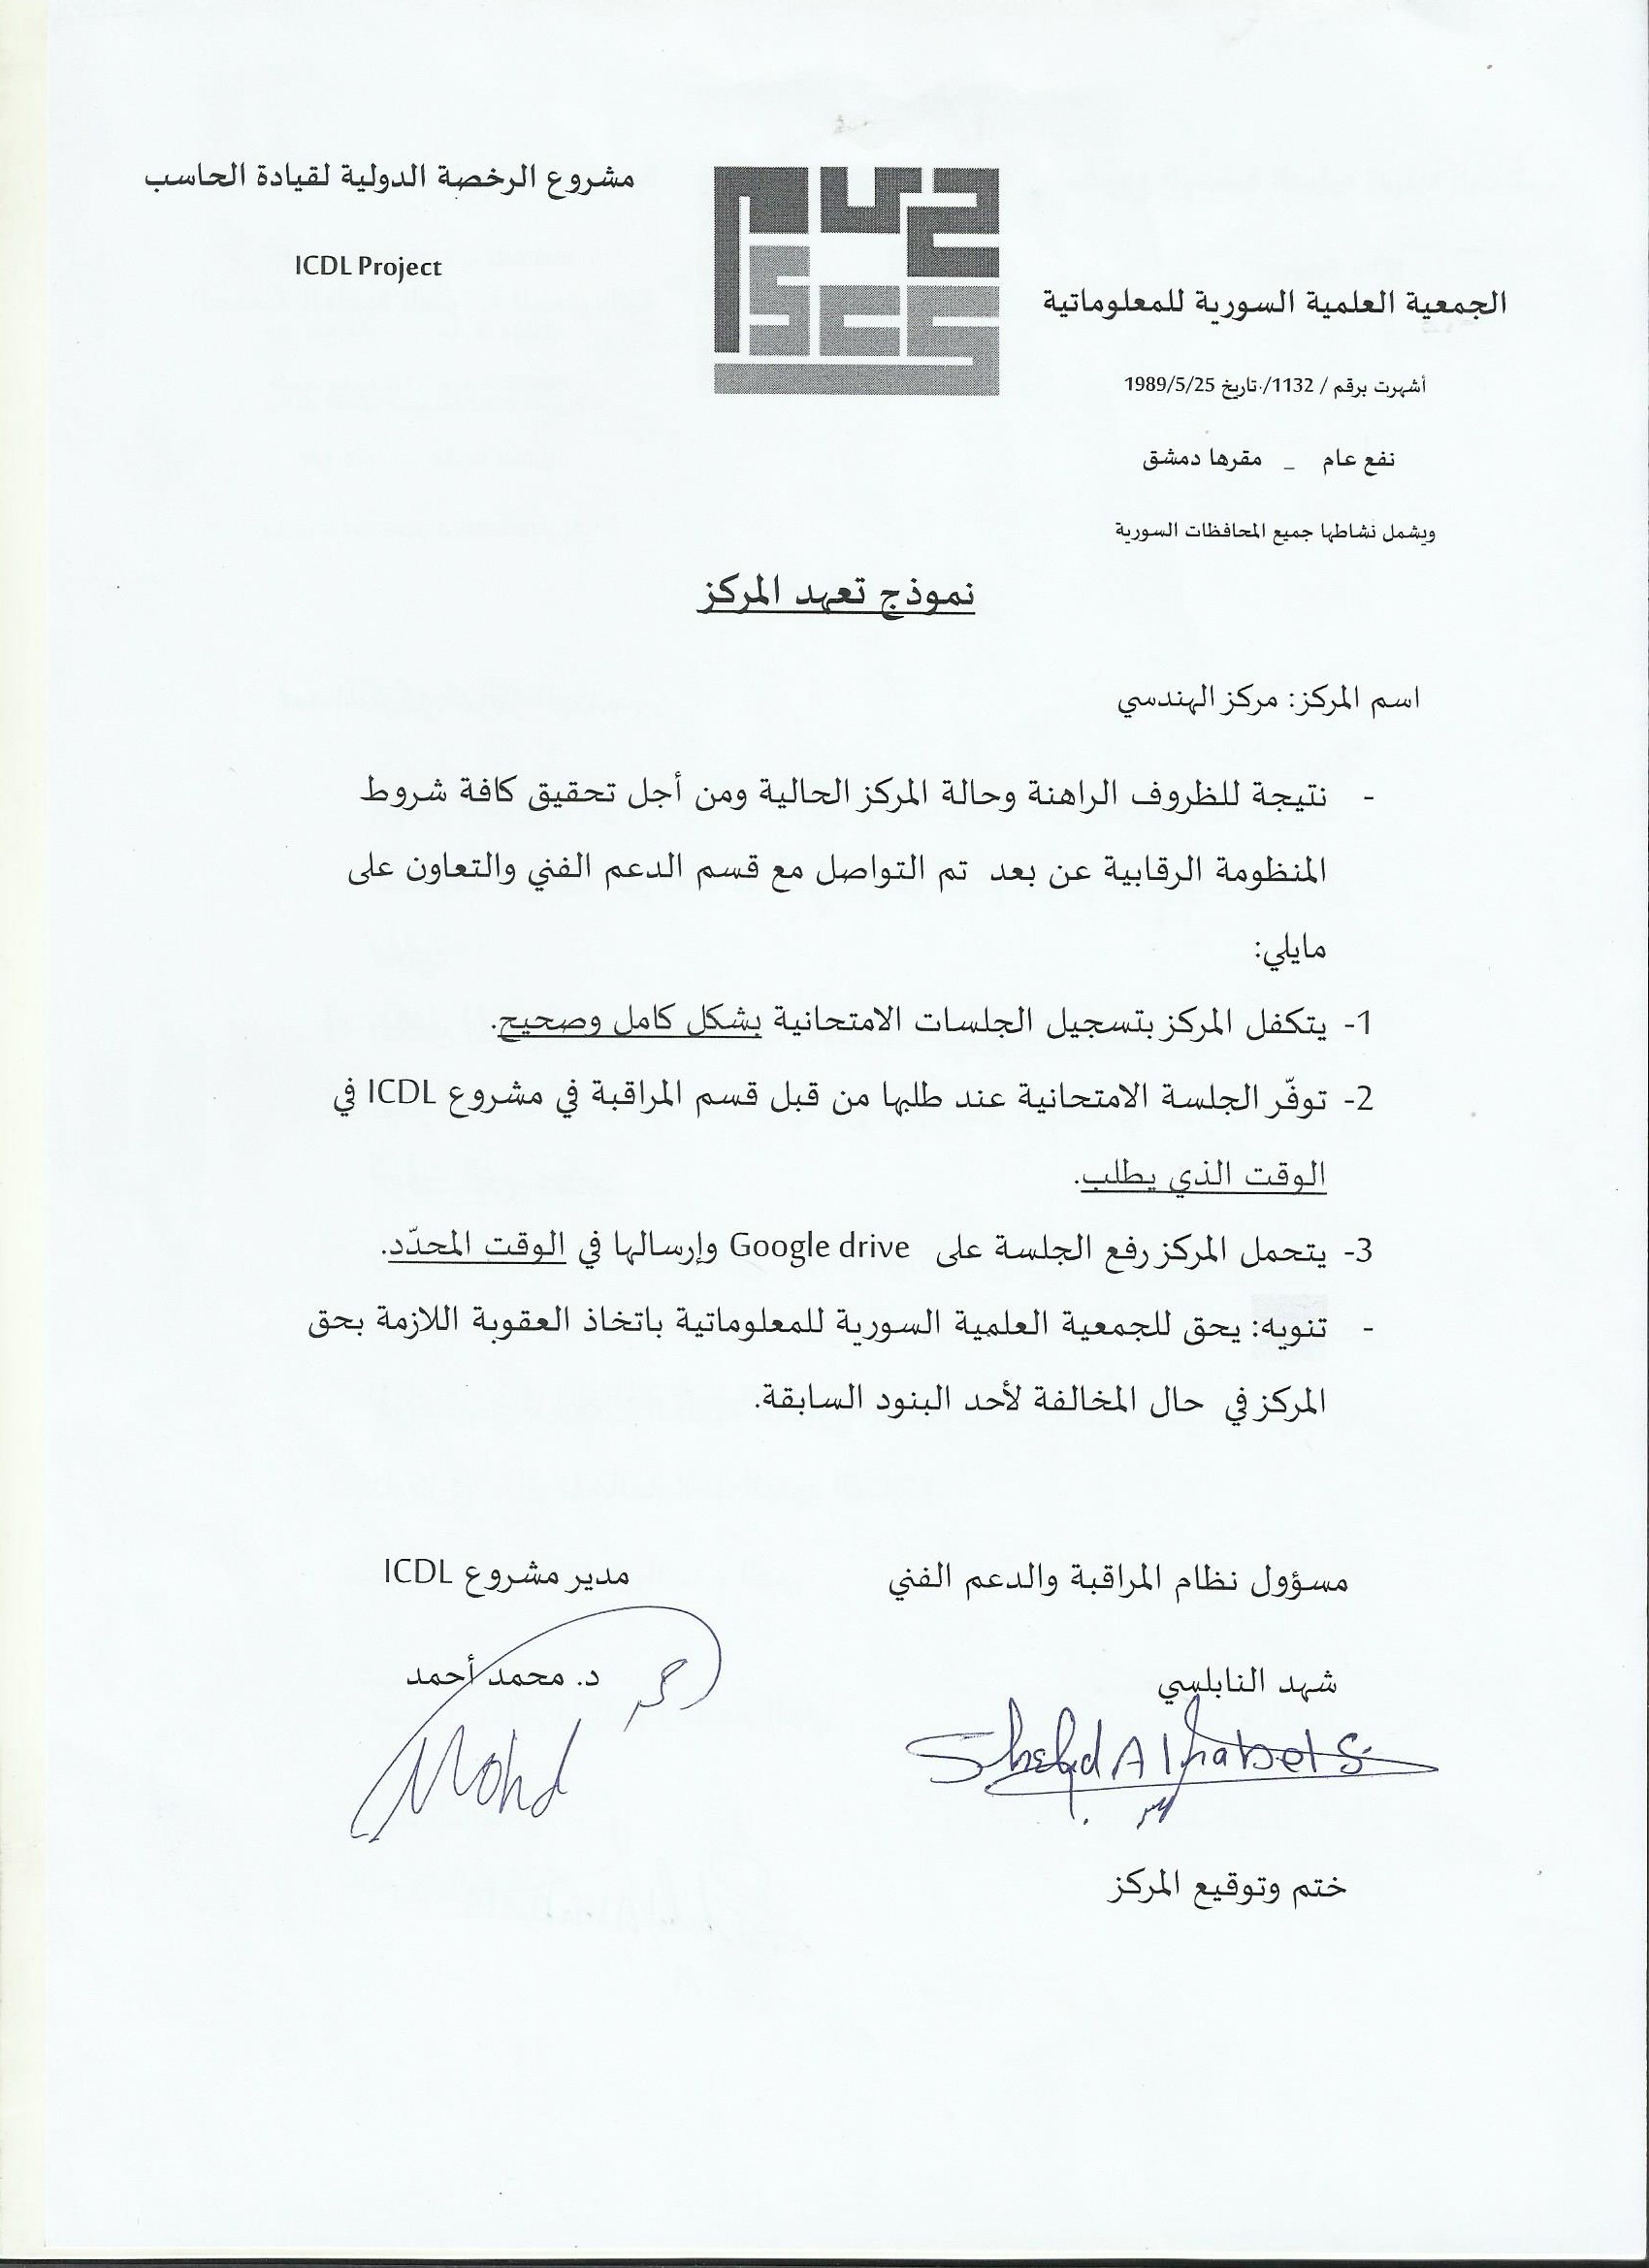 مشروع الرخصة الدولية لقيادة الحاسب
ICDL Project
الجمعية العلمية السورية للمعلوماتية
أشهرت برقم / 1132/ تاريخ 1989/5/25
نفع عام _ مقرها دمشق
ويشمل نشاطها جميع المحافظات السورية
نموذج تعهد المركز
اسم المركز: مركز الهندسي
- نتيجة للظروف الراهنة وحالة المركز الحالية ومن أجل تحقيق كافة شروط
المنظومة الرقابية عن بعد تم التواصل مع قسم الدعم الفني والتعاون على
مايلي:
1- يتكفل المركز بتسجيل الجلسات الامتحانية بشكل كامل وصحيح.
2- توفّر الجلسة الامتحانية عند طلبها من قبل قسم المراقبة في مشروع ICDL في
الوقت الذي يطلب.
3- يتحمل المركز رفع الجلسة على Google drive وإرسالها في الوقت المحدّد.
- تنويه: يحق للجمعية العلمية السورية للمعلوماتية باتخاذ العقوبة اللازمة بحق
المركز في حال المخالفة لأحد البنود السابقة.
مسؤول نظام المراقبة والدعم الفني
مدير مشروع ICDL
شهد النابلسي
د. محمد أحمد
Mohd
ختم وتوقيع المركز